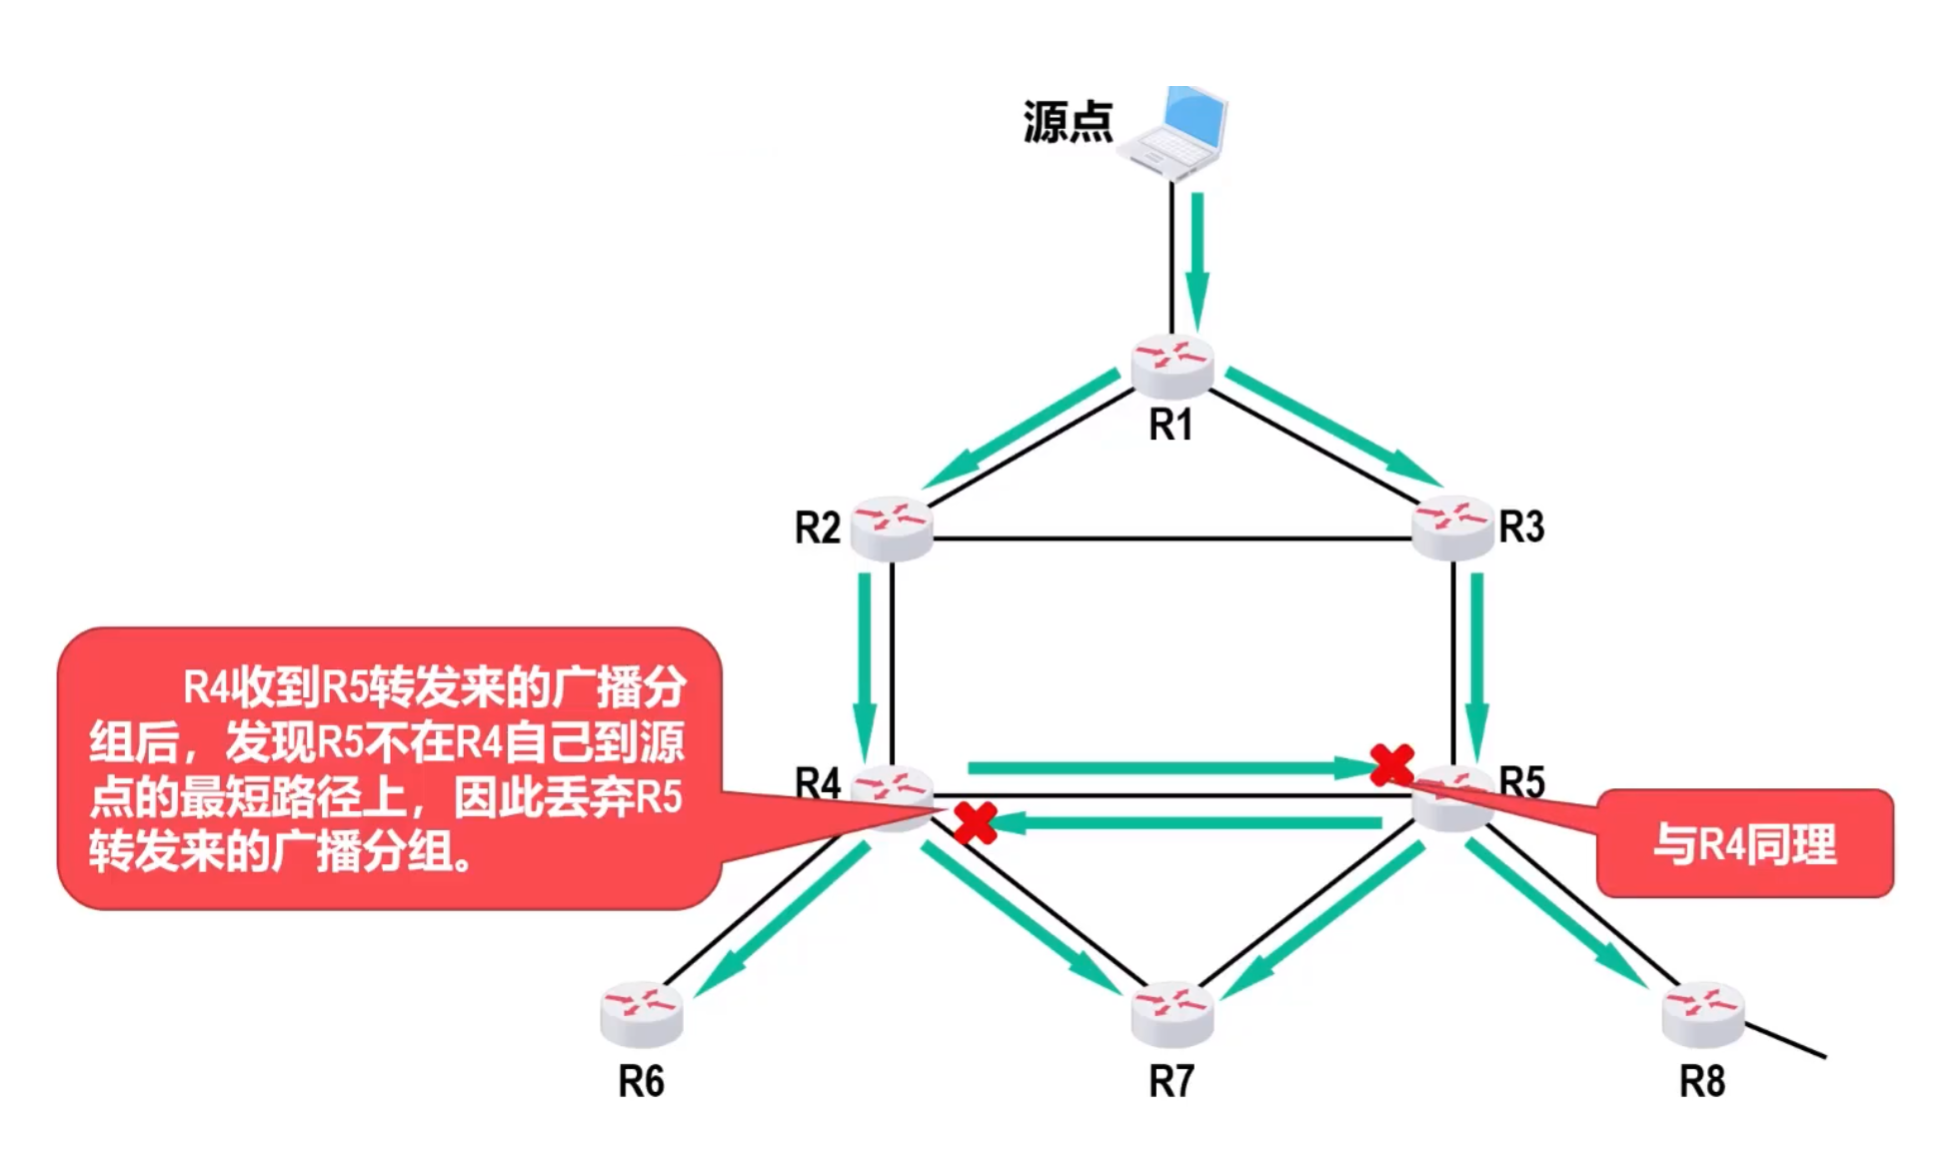 源点
R1
R2
R3
R4收到R5转发来的广播分
组后，发现R5不在R4自己到源
点的最短路径上，因此丢弃R5
转发来的广播分组。
R4
R5
与R4同理
R6
R7
R8